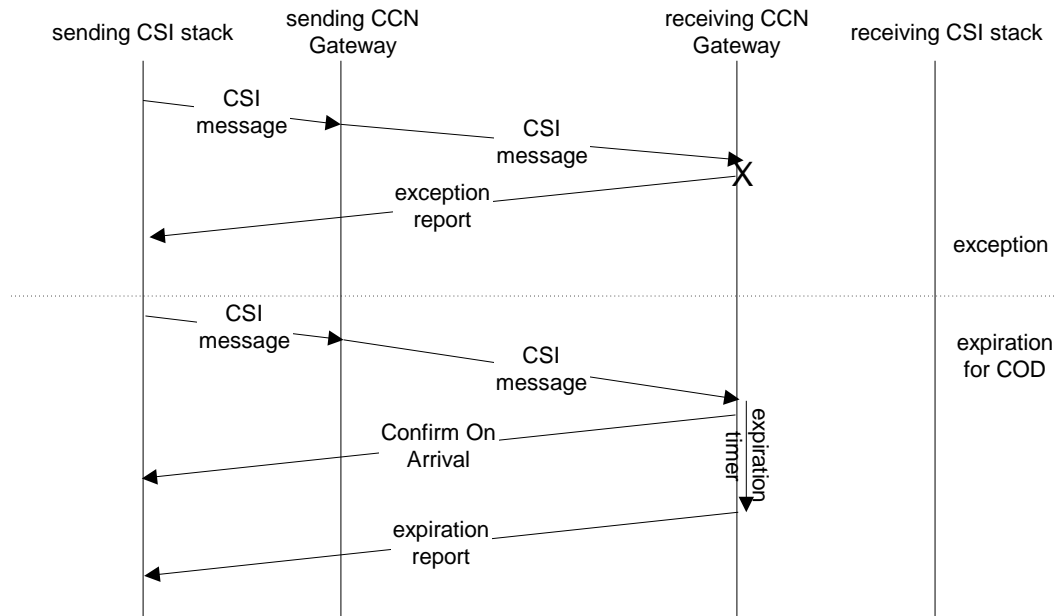 sending CSI stack
sending CCN
Gateway
receiving CCN
Gateway
receiving CSI stack
CSI
message
CSI
message
X
exception
report
exception
CSI
message
CSI
message
expiration
for COD
Confirm On
Arrival
expiration
timer
expiration
report